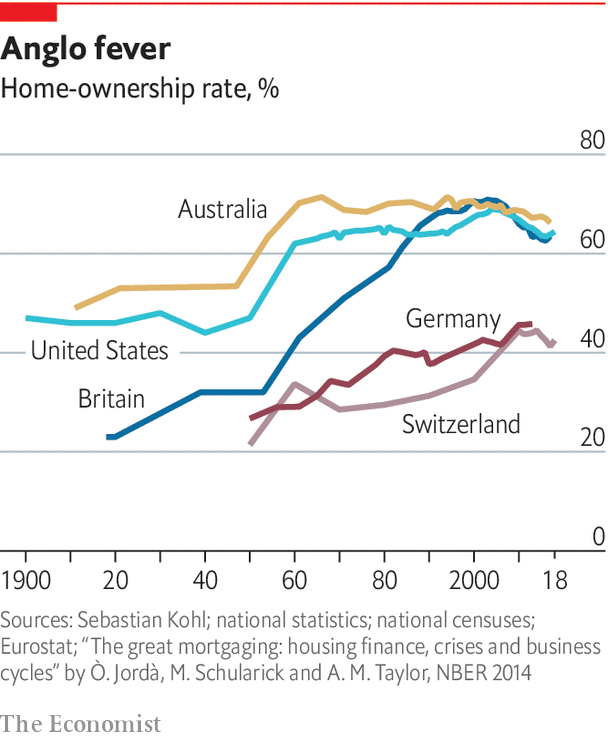 Anglo fever
Home-ownership rate, %
80
Australia
60
Germany
United States
40
Britain
Switzerland
20
0
1900 20 40 60 80 2000 18
Sources: Sebastian Kohl; national statistics; national censuses;
Eurostat; “The great mortgaging: housing finance, crises and business
cycles” by Ò. Jordà, M. Schularick and A. M. Taylor, NBER 2014
The Economist